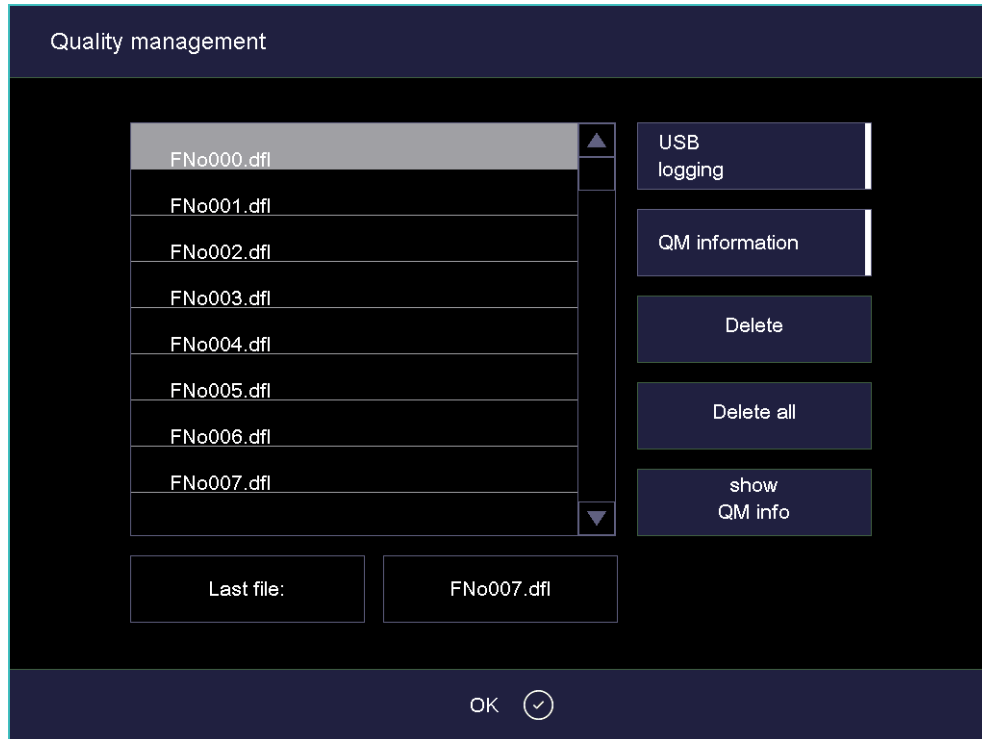 Quality management
FNo000.dfl
FNo001.dfl
FNo002.dfl
FNo003.dfl
FNo004.dfl
FNo005.dfl
FNo006.dfl
FNo007.dfl
USB
logging
QM information
Delete
Delete all
show
QM info
Last file:
FNo007.dfl
OK